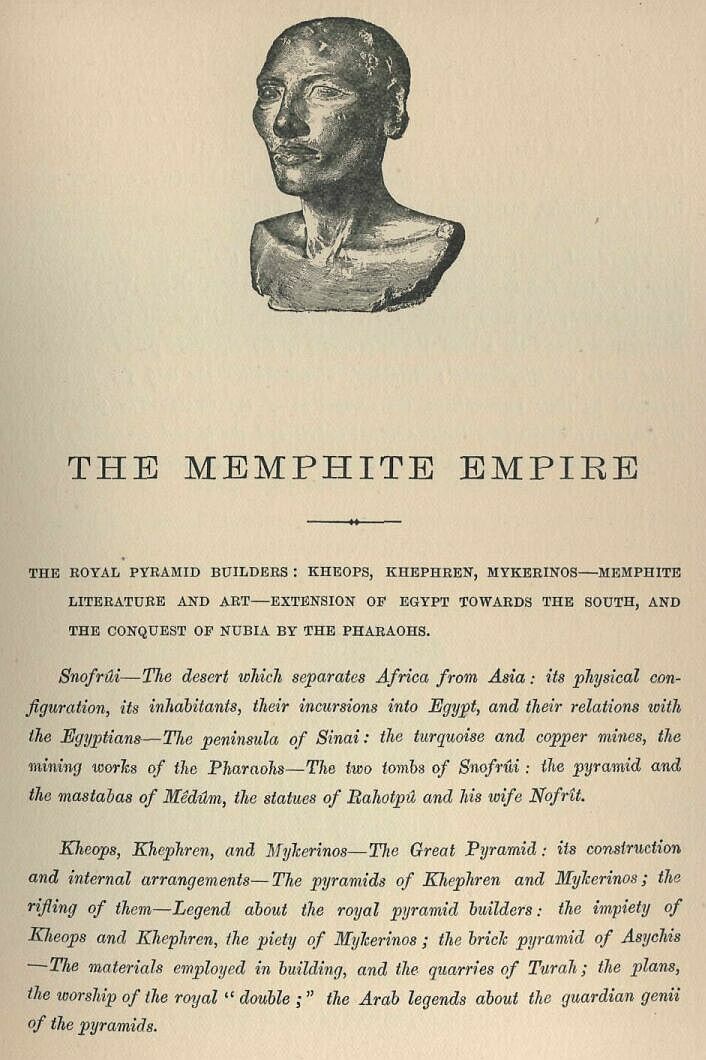 THE MEMPHITE EMPIRE
THE ROYAL PYRAMID BUILDERS: KHEOPS, KHEPHREN, MYKERINOS—MEMPHITE
LITERATURE AND ART—EXTENSION OF EGYPT TOWARDS THE SOUTH, AND
THE CONQUEST OF NUBIA BY THE PHARAOHS.
Snofrûi—The desert which separates Africa from Asia: its physical con-
figuration, its inhabitants, their incursions into Egypt, and their relations with
the Egyptians—The peninsula of Sinai: the turquoise and copper mines, the
mining works of the Pharaohs—The two tombs of Snofrûi: the pyramid and
the mastabas of Mêdûm, the statues of Rahotpû and his wife Nofrît.
Kheops, Khephren, and Mykerinos—The Great Pyramid: its construction
and internal arrangements—The pyramids of Khephren and Mykerinos; the
rifling of them—Legend about the royal pyramid builders: the impiety of
Kheops and Khephren, the piety of Mykerinos; the brick pyramid of Asychis
—The materials employed in building, and the quarries of Turah; the plans,
the worship of the royal "double;" the Arab legends about the guardian genii
of the pyramids.